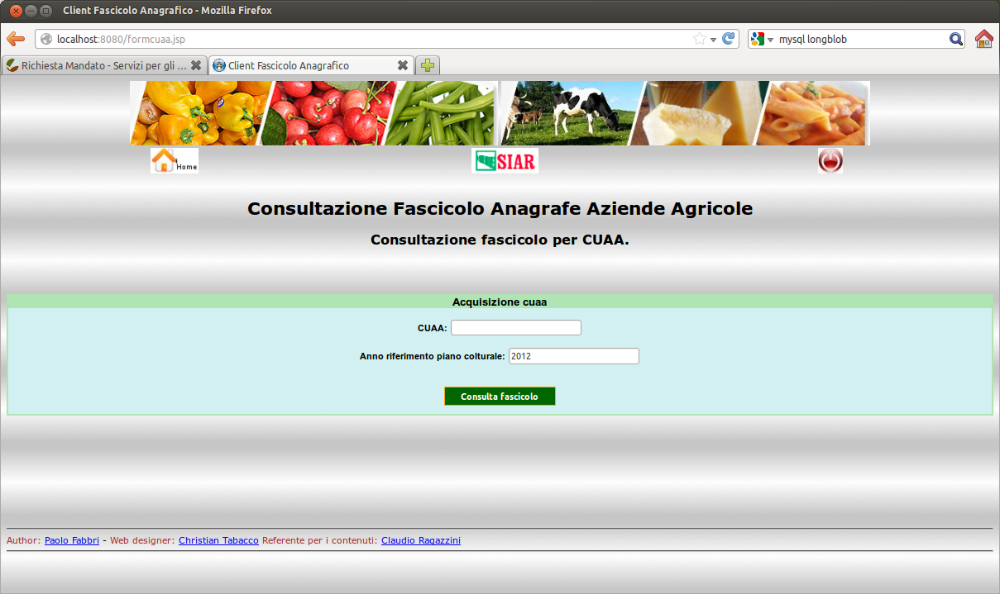 Client Fascicolo Anagrafico - Mozilla Firefox
localhost:8080/formcuaa.jsp
mysql longblob
Richiesta Mandato - Servizi per gli ...
Client Fascicolo Anagrafico
Home
SIAR
Consultazione Fascicolo Anagrafe Aziende Agricole
Consultazione fascicolo per CUAA.
Acquisizione cuaa
CUAA:
Anno riferimento piano colturale: 2012
Consulta fascicolo
Author: Paolo Fabbri - Web designer: Christian Tabacco Referente per i contenuti: Claudio Ragazzini